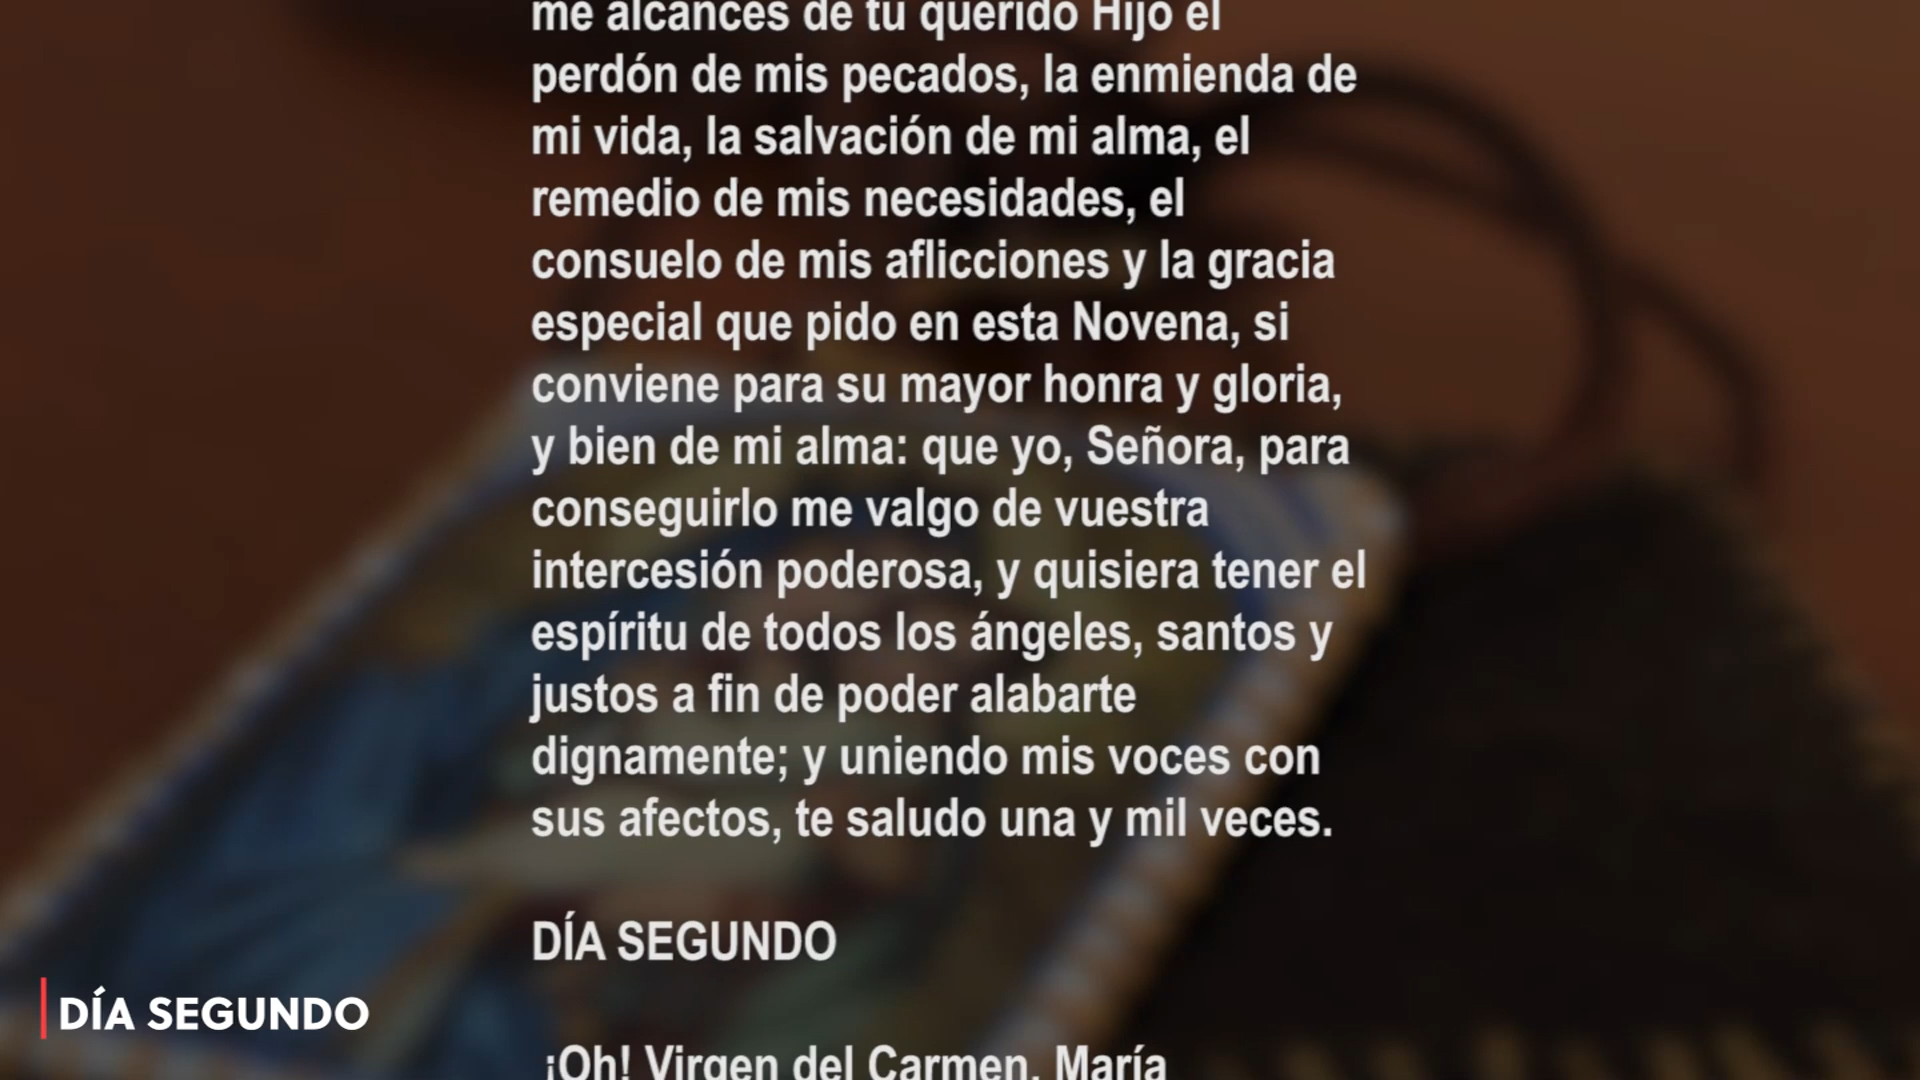 me alcances de tu querido Hijo el
perdón de mis pecados, la enmienda de
mi vida, la salvación de mi alma, el
remedio de mis necesidades, el
consuelo de mis aflicciones y la gracia
especial que pido en esta Novena, si
conviene para su mayor honra y gloria,
y bien de mi alma: que yo, Señora, para
conseguirlo me valgo de vuestra
intercesión poderosa, y quisiera tener el
espíritu de todos los ángeles, santos y
justos a fin de poder alabarte
dignamente; y uniendo mis voces con
sus afectos, te saludo una y mil veces.
DÍA SEGUNDO
DÍA SEGUNDO
¡Oh! Virgen del Carmen, María